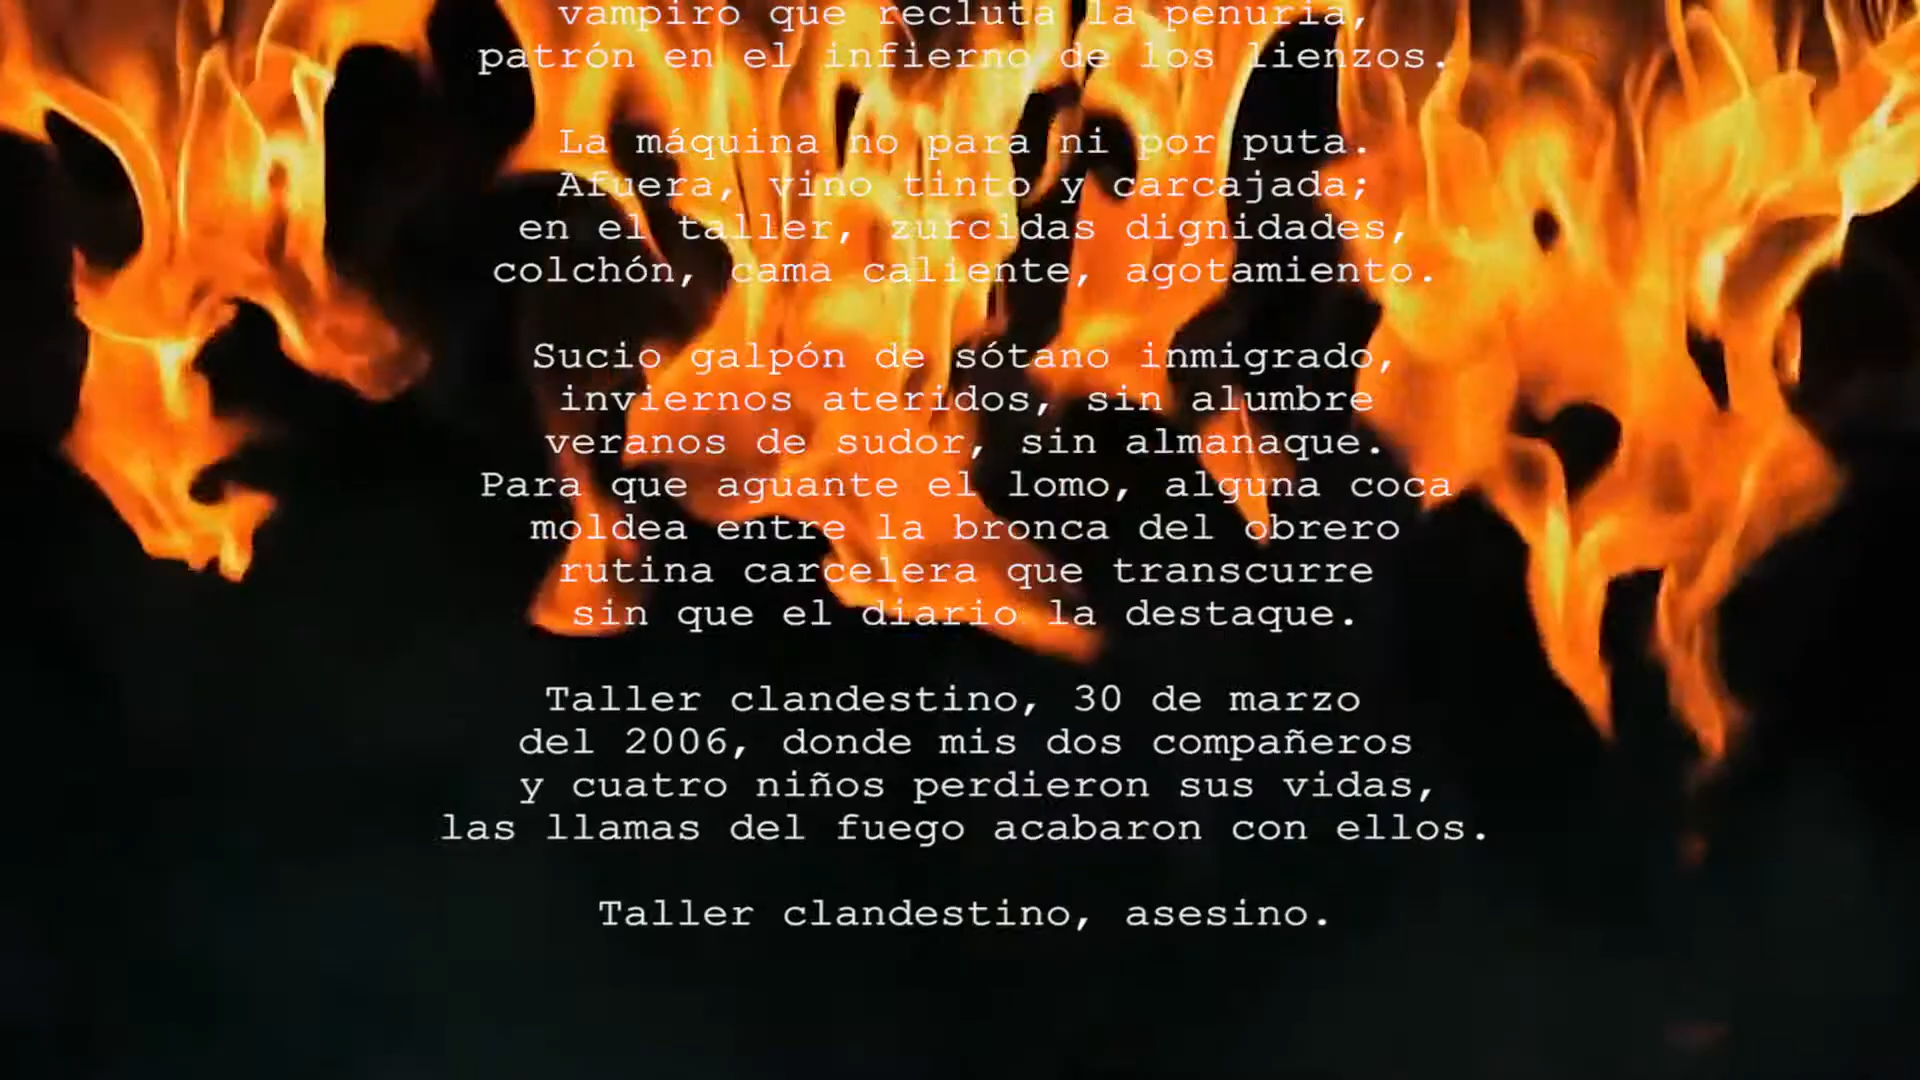 vampiro que recluta la penuria,
patrón en el infierno de los lienzos.
La máquina no para ni por puta.
Afuera, vino tinto y carcajada;
en el taller, zurcidas dignidades,
colchón, cama caliente, agotamiento.
Sucio galpón de sótano inmigrado,
inviernos ateridos, sin alumbre
veranos de sudor, sin almanaque.
Para que aguante el lomo, alguna coca
moldea entre la bronca del obrero
rutina carcelera que transcurre
sin que el diario la destaque.
Taller clandestino, 30 de marzo
del 2006, donde mis dos compañeros
y cuatro niños perdieron sus vidas,
las llamas del fuego acabaron con ellos.
Taller clandestino, asesino.